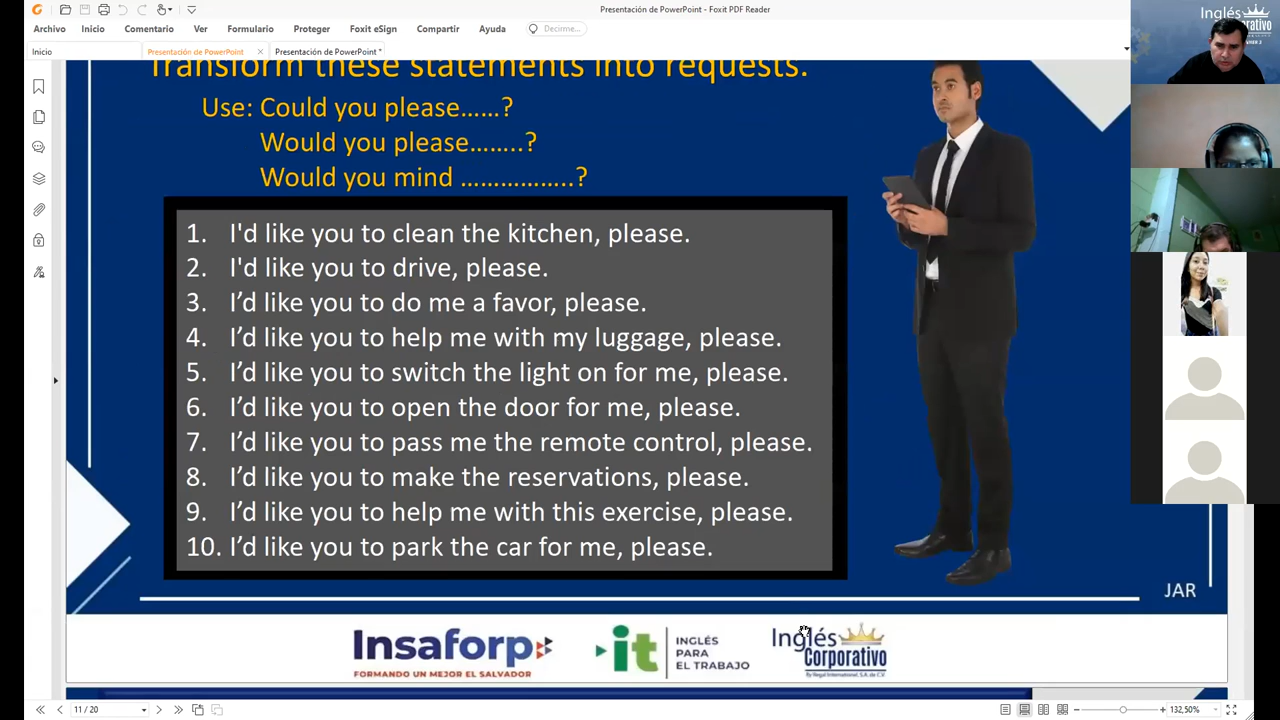 Presentación de PowerPoint - Foxit PDF Reader
Archivo Inicio Comentario Ver Formulario Proteger Foxit eSign Compartir Ayuda Decirme...
Inicio Presentación de PowerPoint Presentación de PowerPoint *
Transform these statements into requests.
Use: Could you please……?
Would you please……..?
Would you mind ……………..?
1. I'd like you to clean the kitchen, please.
2. I'd like you to drive, please.
3. I’d like you to do me a favor, please.
4. I’d like you to help me with my luggage, please.
5. I’d like you to switch the light on for me, please.
6. I’d like you to open the door for me, please.
7. I’d like you to pass me the remote control, please.
8. I’d like you to make the reservations, please.
9. I’d like you to help me with this exercise, please.
10. I’d like you to park the car for me, please.
JAR
Insaforp
FORMANDO UN MEJOR EL SALVADOR
it INGLÉS PARA EL TRABAJO
Inglés
Corporativo
11 / 20
132,50%
Inglés
Corporativo